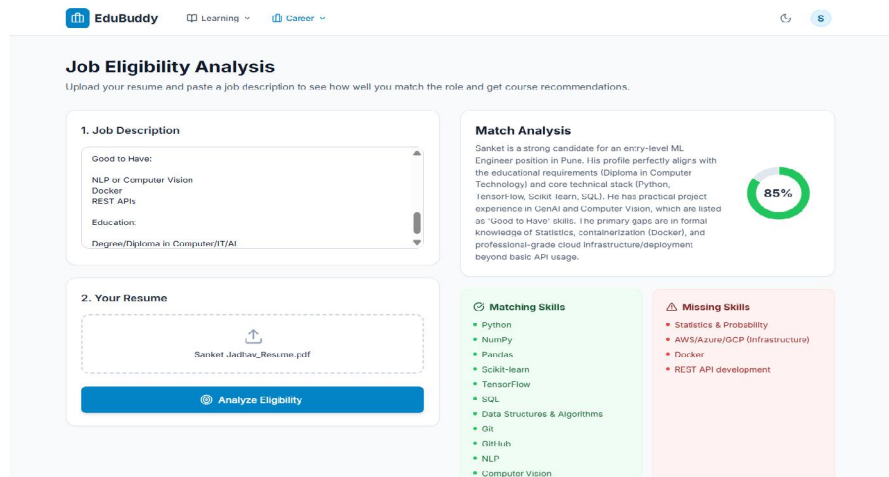 EduBuddy
Learning
Career
S
Job Eligibility Analysis
Upload your resume and paste a job description to see how well you match the role and get course recommendations.
1. Job Description
Good to Have:
NLP or Computer Vision
Docker
REST APIs
Education:
Degree/Diploma in Computer/IT/AI
2. Your Resume
Sanket Jadhav_Resume.pdf
Analyze Eligibility
Match Analysis
Sanket is a strong candidate for an entry-level ML
Engineer position in Pune. His profile perfectly aligns with
the educational requirements (Diploma in Computer
Technology) and core technical stack (Python,
TensorFlow, Scikit-learn, SQL). He has practical project
experience in GenAI and Computer Vision, which are listed
as 'Good to Have' skills. The primary gaps are in formal
knowledge of Statistics, containerization (Docker), and
professional-grade cloud infrastructure/deployment
beyond basic API usage.
85%
Matching Skills
Python
NumPy
Pandas
Scikit-learn
TensorFlow
SQL
Data Structures & Algorithms
Git
GitHub
NLP
Computer Vision
Missing Skills
Statistics & Probability
AWS/Azure/GCP (Infrastructure)
Docker
REST API development